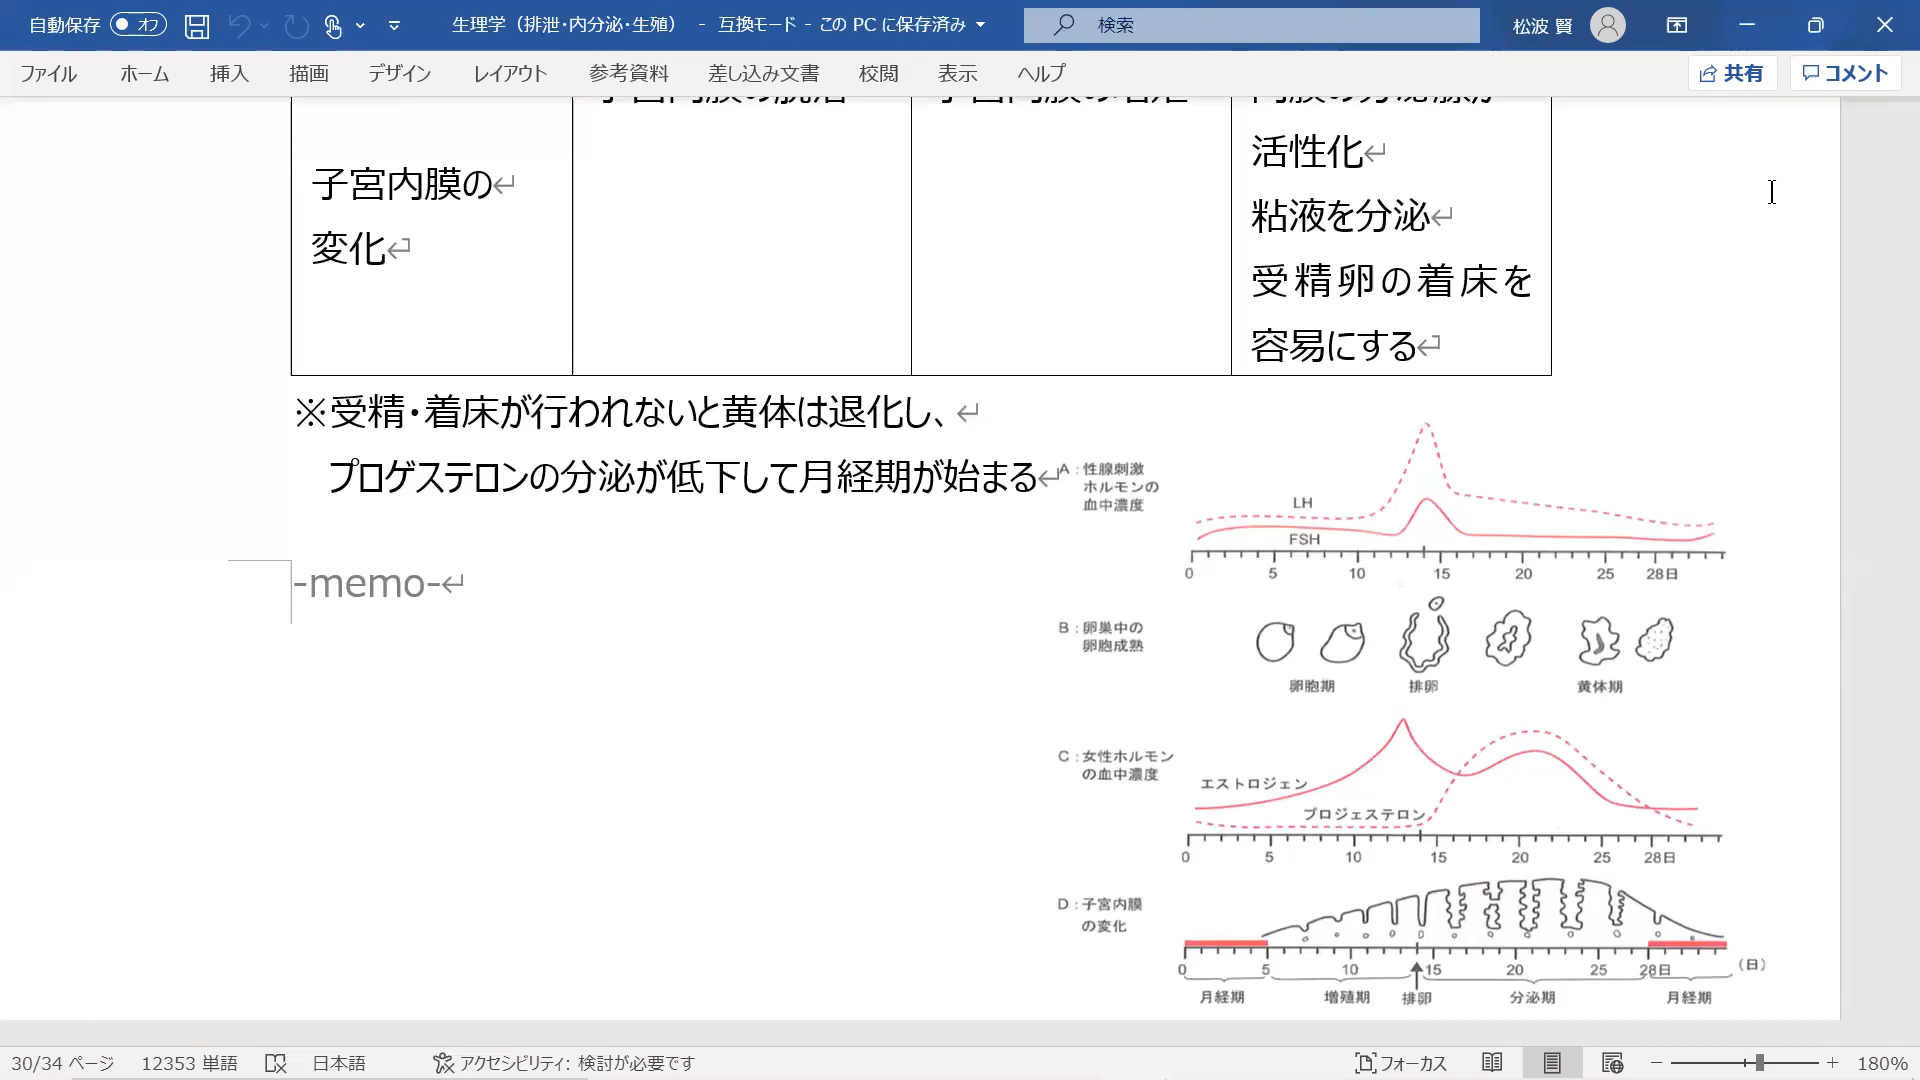 自動保存 オフ 生理学（排泄・内分泌・生殖） - 互換モード - この PC に保存済み 検索 松波 賢
ファイル ホーム 挿入 描画 デザイン レイアウト 参考資料 差し込み文書 校閲 表示 ヘルプ 共有 コメント
子宮内膜の
変化
活性化
粘液を分泌
受精卵の着床を
容易にする
※受精・着床が行われないと黄体は退化し、
プロゲステロンの分泌が低下して月経期が始まる
-memo-
A：性腺刺激
ホルモンの
血中濃度
LH
FSH
0 5 10 15 20 25 28日
B：卵巣中の
卵胞成熟
卵胞期 排卵 黄体期
C：女性ホルモン
の血中濃度
エストロジェン
プロジェステロン
0 5 10 15 20 25 28日
D：子宮内膜
の変化
0 5 10 15 20 25 28日 （日）
月経期 増殖期 排卵 分泌期 月経期
30/34 ページ 12353 単語 日本語 アクセシビリティ: 検討が必要です フォーカス 180%